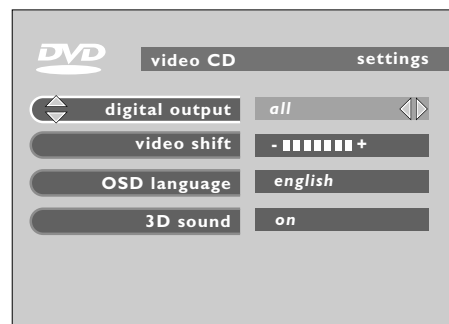 DVD
video CD settings
digital output all
video shift - +
OSD language english
3D sound on